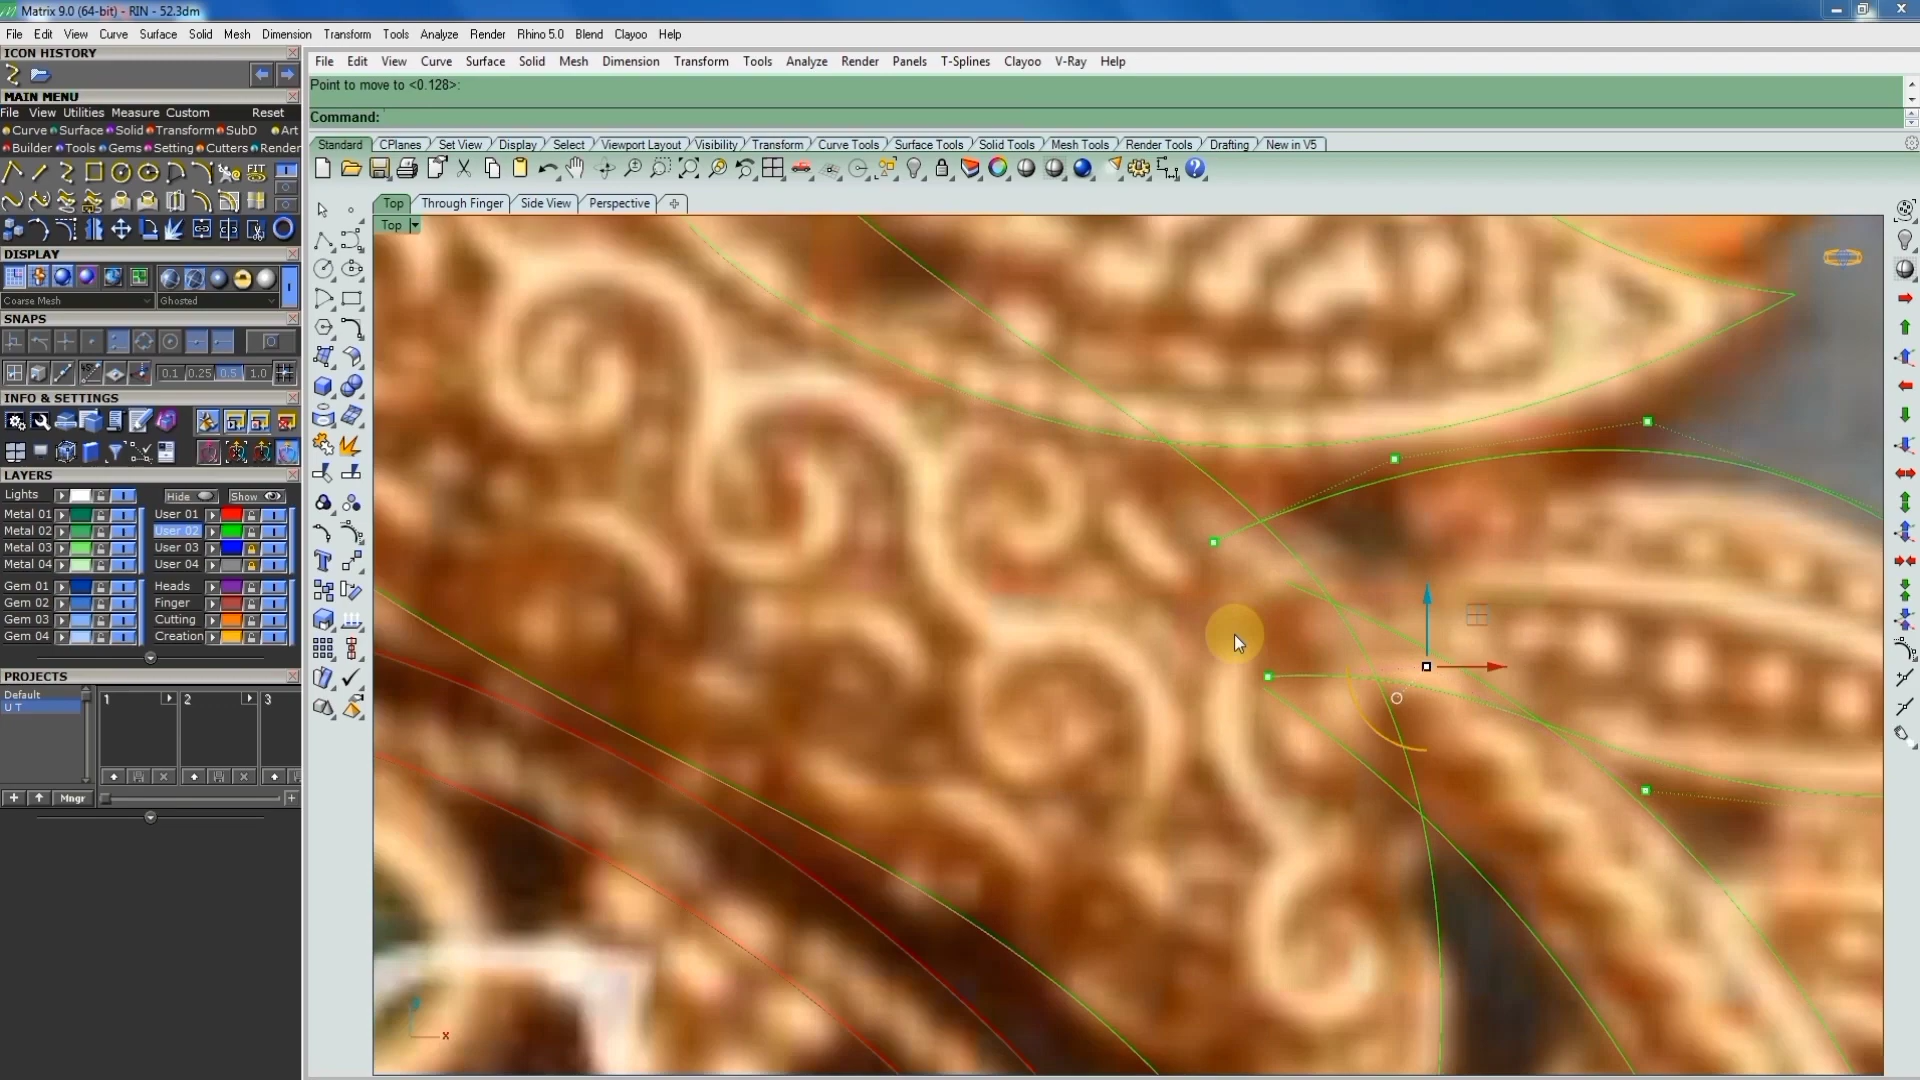 Matrix 9.0 (64-bit) - RIN - 52.3dm
File Edit View Curve Surface Solid Mesh Dimension Transform Tools Analyze Render Rhino 5.0 Blend Clayoo Help
ICON HISTORY
MAIN MENU
File View Utilities Measure Custom Reset
Curve Surface Solid Transform SubD Art
Builder Tools Gems Setting Cutters Render
FIT
DISPLAY
Coarse Mesh Ghosted
SNAPS
0.1 0.25 0.5 1.0
INFO & SETTINGS
LAYERS
Lights Hide Show
Metal 01 User 01
Metal 02 User 02
Metal 03 User 03
Metal 04 User 04
Gem 01 Heads
Gem 02 Finger
Gem 03 Cutting
Gem 04 Creation
PROJECTS
Default
U T
1 2 3
Mngr
File Edit View Curve Surface Solid Mesh Dimension Transform Tools Analyze Render Panels T-Splines Clayoo V-Ray Help
Point to move to <0.128>:
Command:
Standard CPlanes Set View Display Select Viewport Layout Visibility Transform Curve Tools Surface Tools Solid Tools Mesh Tools Render Tools Drafting New in V5
Top Through Finger Side View Perspective
Top
x